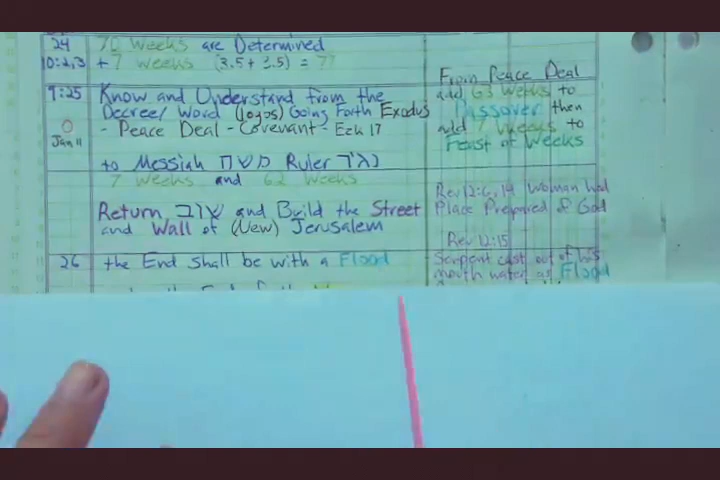 24 70 Weeks are Determined
10:2,3 + 7 weeks (3.5 + 3.5) = 77
9:25 Know and Understand from the
Decree/Word (logos) Going Forth Exodus
- Peace Deal - Covenant - Ezk 17
0
Jan 11
to Messiah משח Ruler נגיד
7 weeks and 62 weeks
Return שוב and Build the Street
and Wall of (New) Jerusalem
26 the End Shall be with a Flood
From Peace Deal
add 63 Weeks to
Passover then
add 7 Weeks to
Feast of Weeks
Rev 12:6,14 Woman had
Place Prepared of God
Rev 12:15
Serpent cast out of his
mouth water as Flood